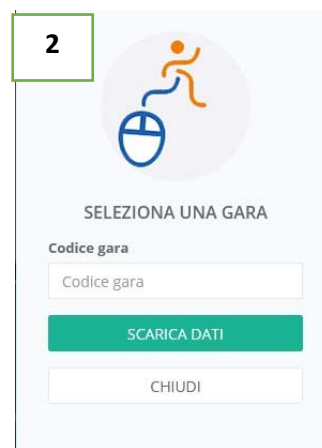 2
SELEZIONA UNA GARA
Codice gara
Codice gara
SCARICA DATI
CHIUDI